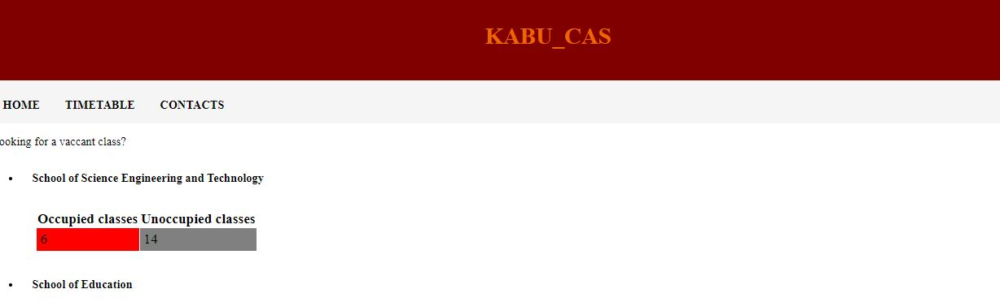 KABU_CAS
HOME TIMETABLE CONTACTS
ooking for a vaccant class?
School of Science Engineering and Technology
Occupied classes Unoccupied classes
6 14
School of Education